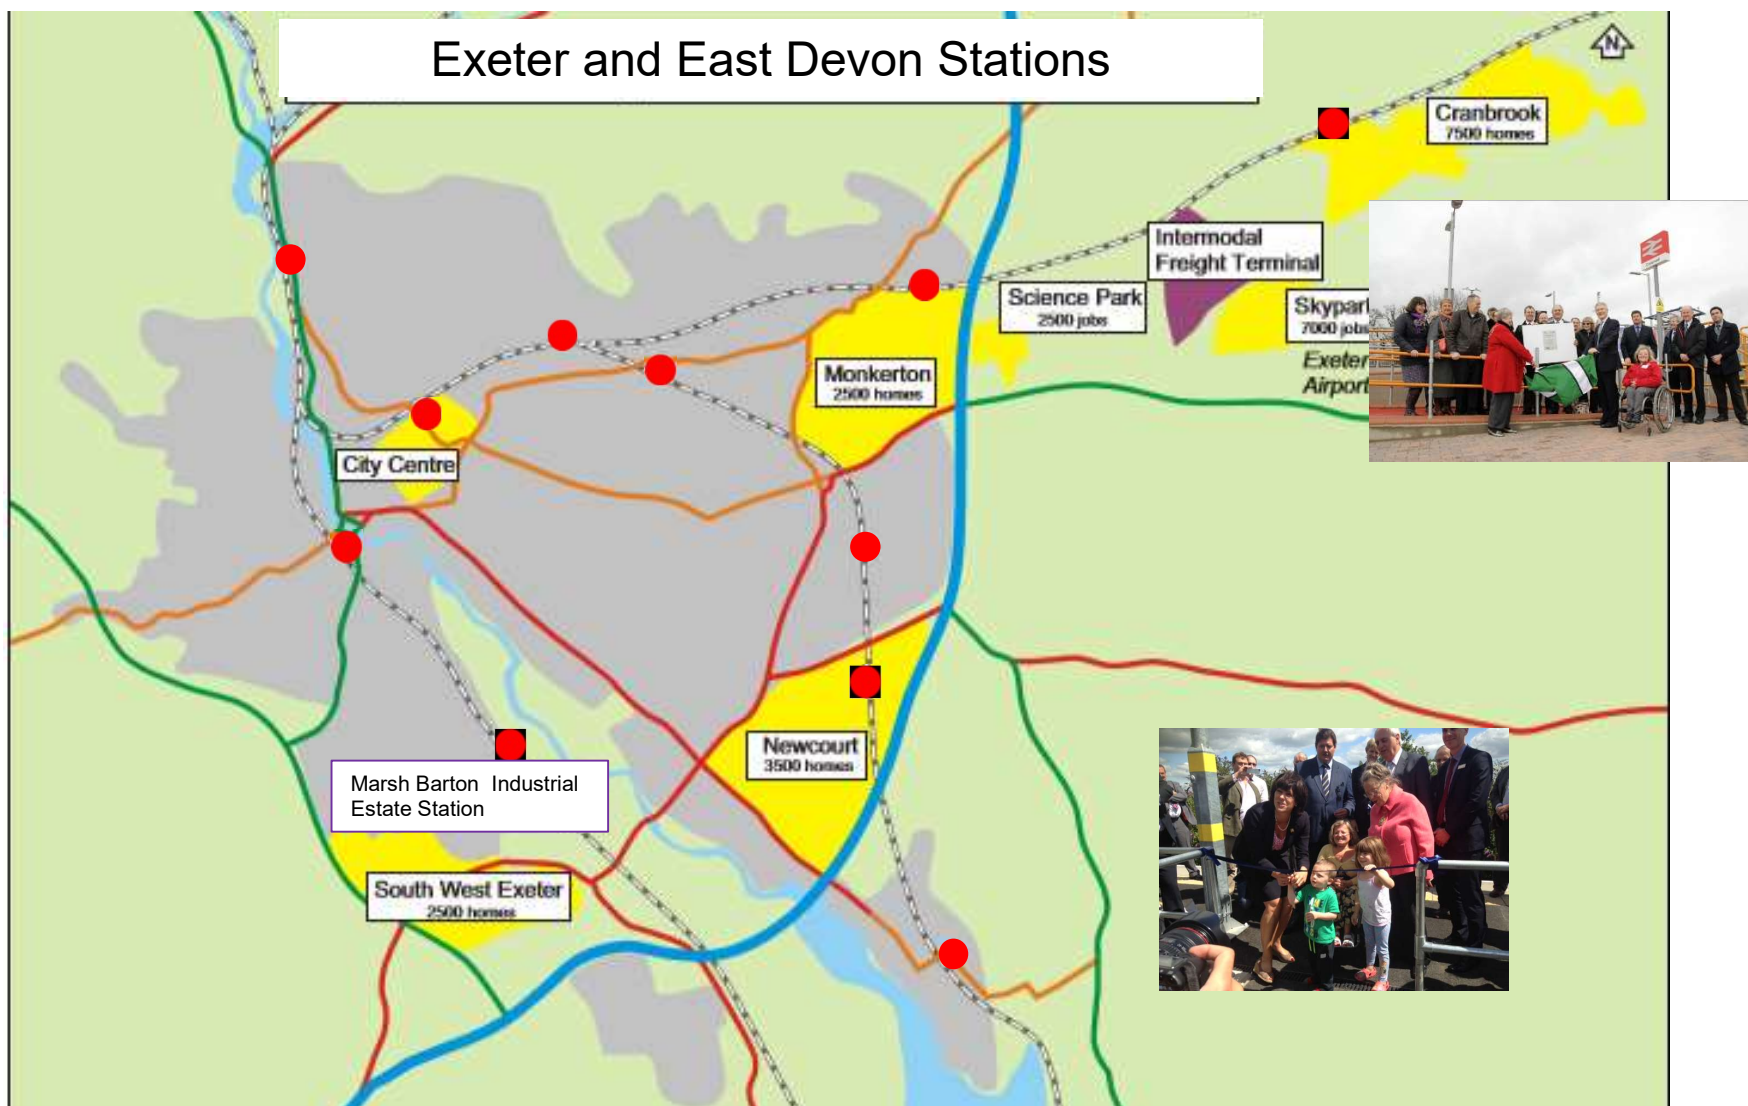 Exeter and East Devon Stations
N
Cranbrook
7500 homes
Intermodal
Freight Terminal
Science Park
2500 jobs
Skypark
7000 jobs
Exeter
Airport
Monkerton
2500 homes
City Centre
Newcourt
3500 homes
Marsh Barton  Industrial
Estate Station
South West Exeter
2500 homes